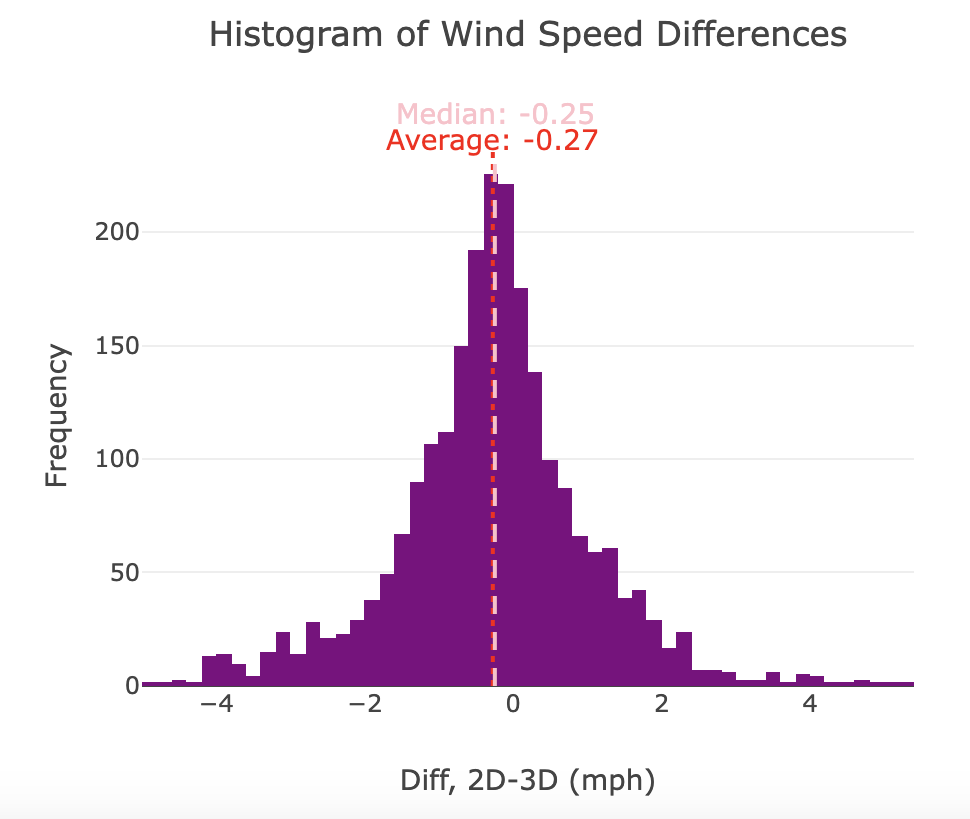 Histogram of Wind Speed Differences
Median: -0.25
Average: -0.27
200
150
100
50
0
Frequency
−4
−2
0
2
4
Diff, 2D-3D (mph)